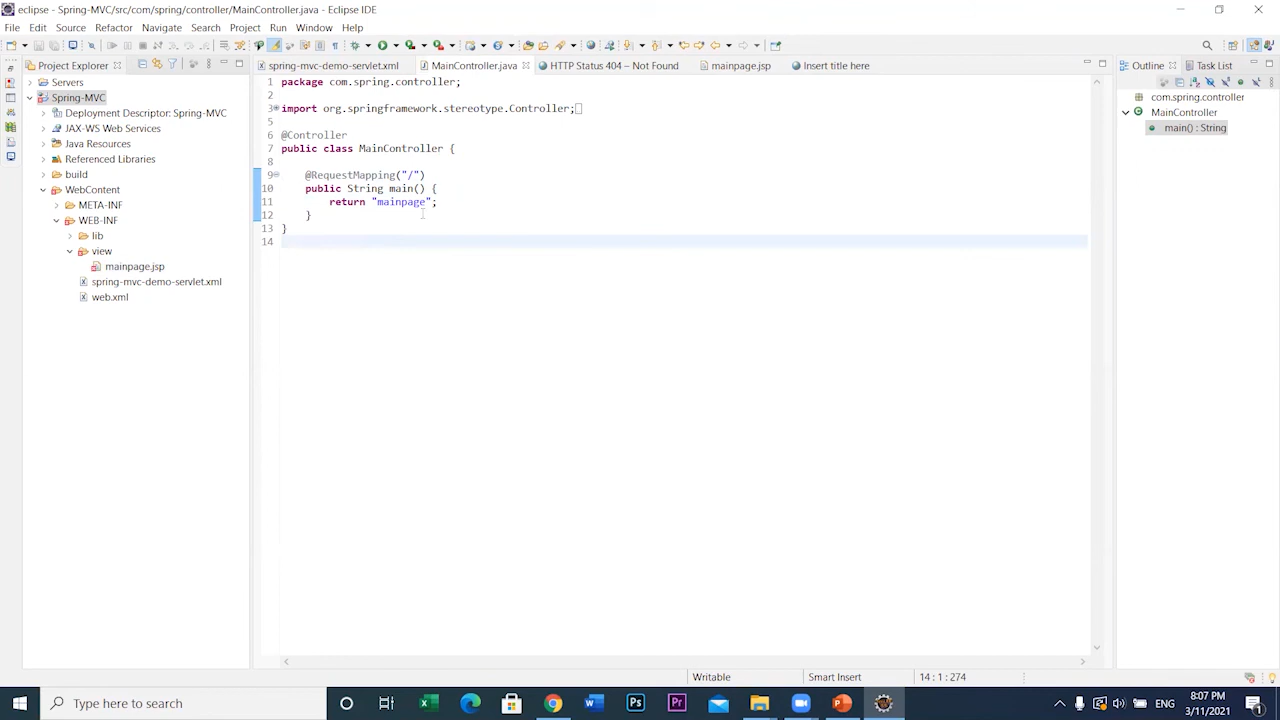 eclipse - Spring-MVC/src/com/spring/controller/MainController.java - Eclipse IDE
File Edit Source Refactor Navigate Search Project Run Window Help
Project Explorer
spring-mvc-demo-servlet.xml MainController.java HTTP Status 404 – Not Found mainpage.jsp Insert title here
Outline Task List
Servers
Spring-MVC
Deployment Descriptor: Spring-MVC
JAX-WS Web Services
Java Resources
Referenced Libraries
build
WebContent
META-INF
WEB-INF
lib
view
mainpage.jsp
spring-mvc-demo-servlet.xml
web.xml
1 package com.spring.controller;
2
3 import org.springframework.stereotype.Controller;
5
6 @Controller
7 public class MainController {
8
9 @RequestMapping("/")
10 public String main() {
11 return "mainpage";
12 }
13 }
14
com.spring.controller
MainController
main() : String
Writable Smart Insert 14 : 1 : 274
Type here to search
ENG
8:07 PM
3/11/2021